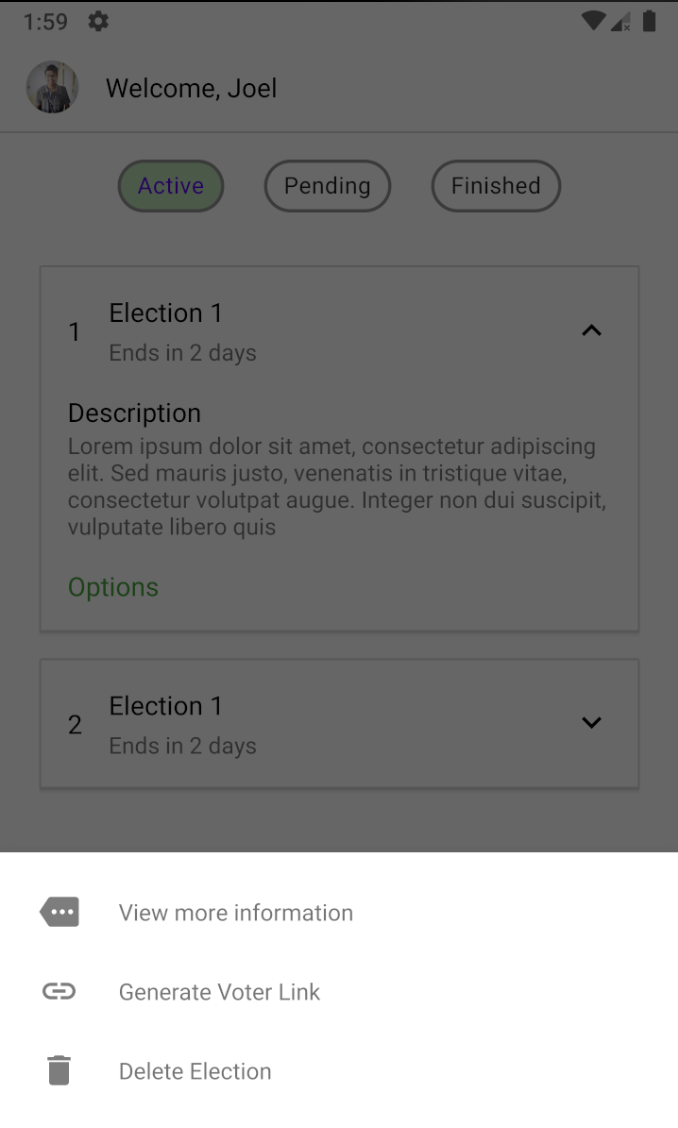 1:59
Welcome, Joel
Active Pending Finished
1
Election 1
Ends in 2 days
Description
Lorem ipsum dolor sit amet, consectetur adipiscing
elit. Sed mauris justo, venenatis in tristique vitae,
consectetur volutpat augue. Integer non dui suscipit,
vulputate libero quis
Options
2
Election 1
Ends in 2 days
View more information
Generate Voter Link
Delete Election